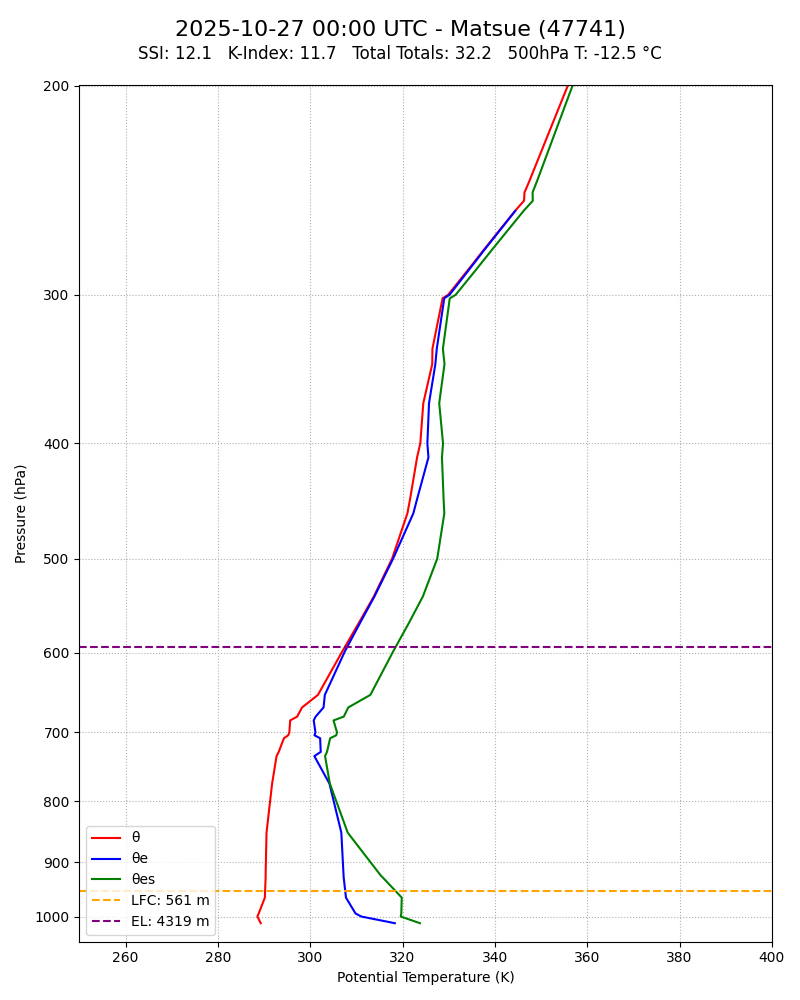 2025-10-27 00:00 UTC - Matsue (47741)
SSI: 12.1 K-Index: 11.7 Total Totals: 32.2 500hPa T: -12.5 °C
200
300
400
500
600
700
800
900
1000
Pressure (hPa)
θ
θe
θes
LFC: 561 m
EL: 4319 m
260 280 300 320 340 360 380 400
Potential Temperature (K)